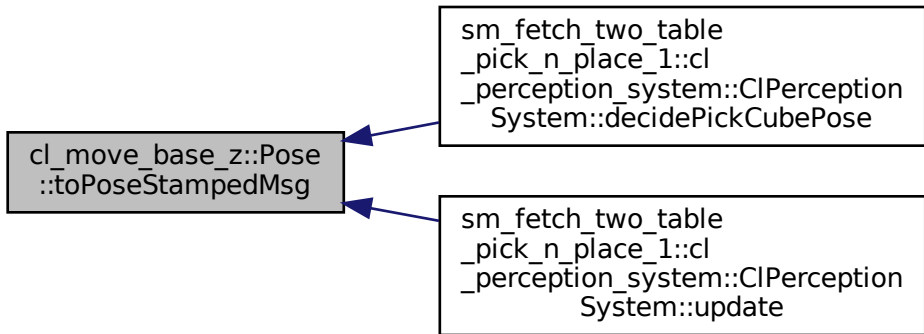 cl_move_base_z::Pose
::toPoseStampedMsg
sm_fetch_two_table
_pick_n_place_1::cl
_perception_system::ClPerception
System::decidePickCubePose
sm_fetch_two_table
_pick_n_place_1::cl
_perception_system::ClPerception
System::update